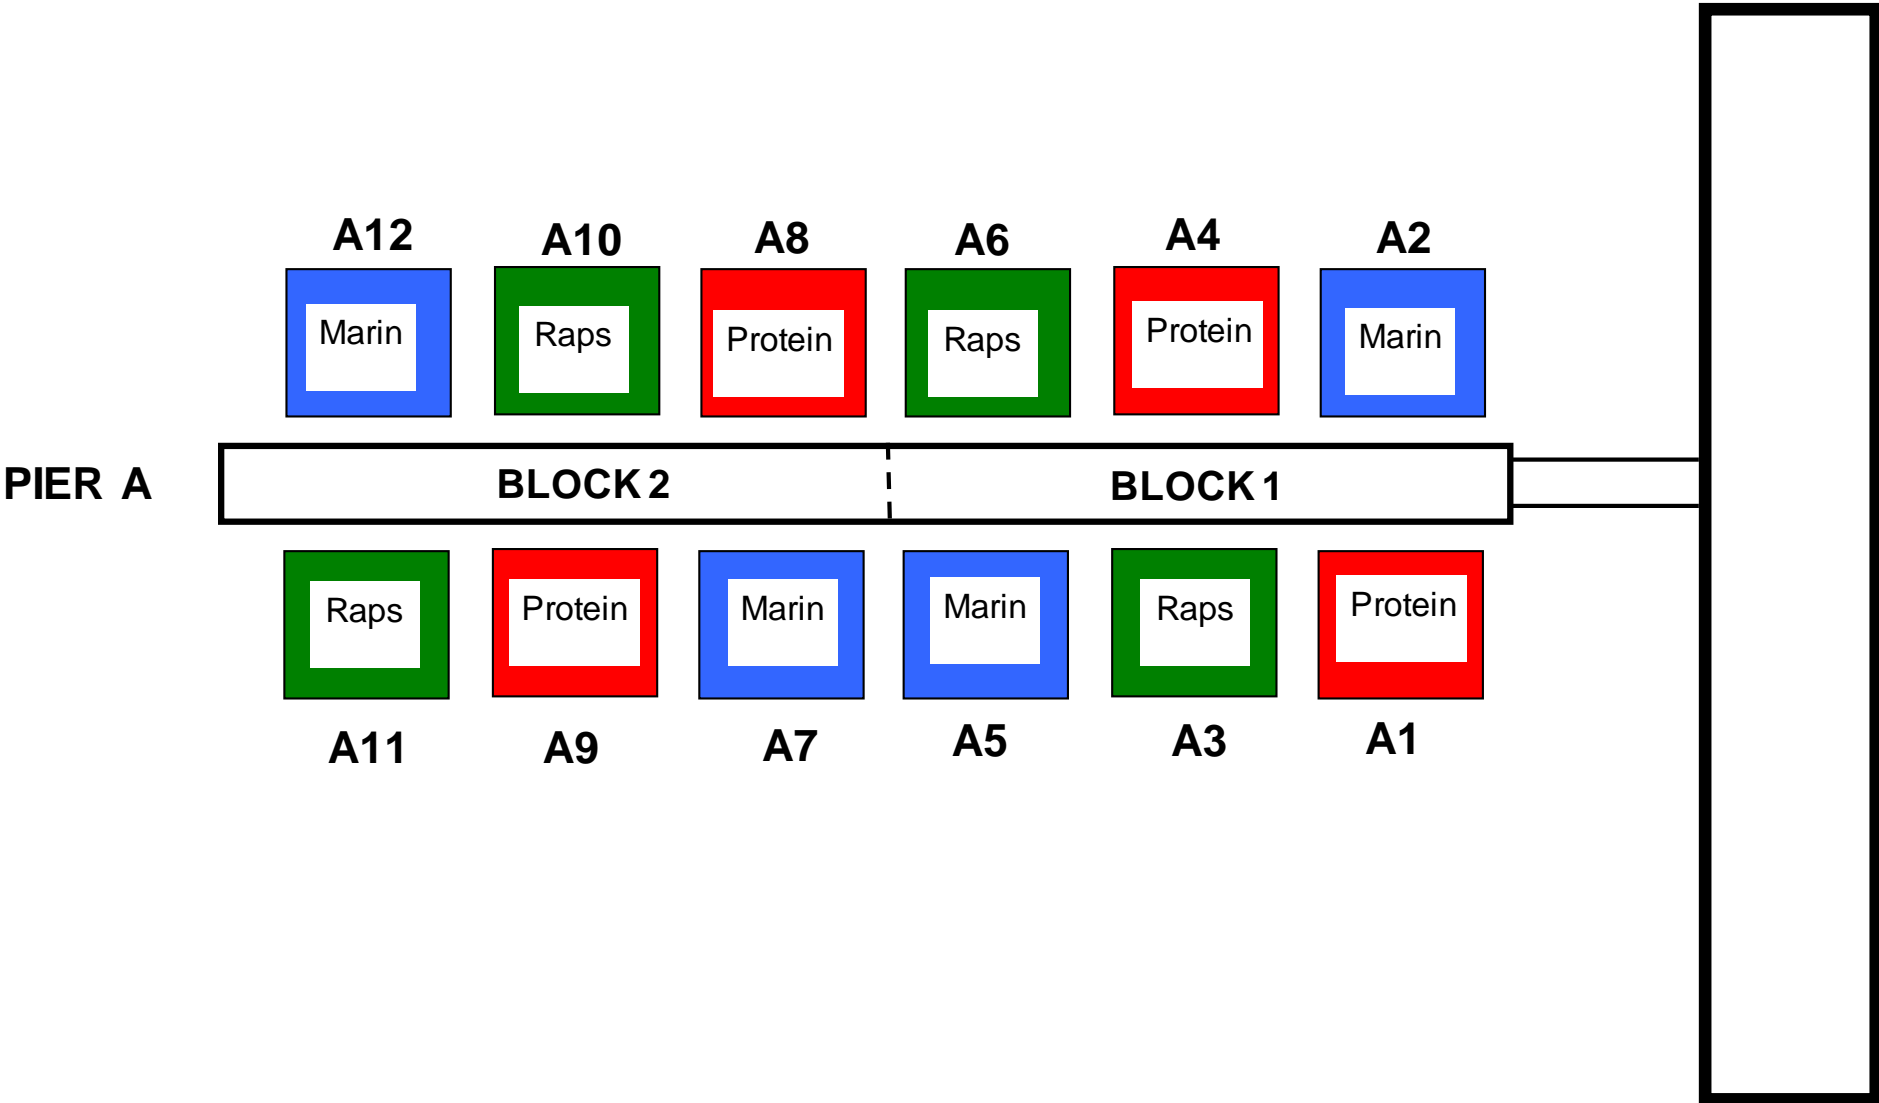 A12 A10 A8 A6 A4 A2
Marin Raps Protein Raps Protein Marin
PIER A BLOCK 2 BLOCK 1
Raps Protein Marin Marin Raps Protein
A11 A9 A7 A5 A3 A1